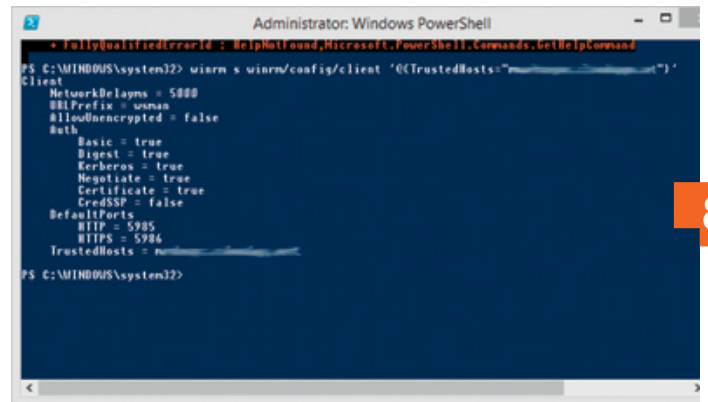 Administrator: Windows PowerShell
+ FullyQualifiedErrorId : HelpNotFound,Microsoft.PowerShell.Commands.GetHelpCommand
PS C:\WINDOWS\system32> winrm s winrm/config/client '@{TrustedHosts="
"}'
Client
NetworkDelayms = 5000
URLPrefix = wsman
AllowUnencrypted = false
Auth
Basic = true
Digest = true
Kerberos = true
Negotiate = true
Certificate = true
CredSSP = false
DefaultPorts
HTTP = 5985
HTTPS = 5986
TrustedHosts =
PS C:\WINDOWS\system32>